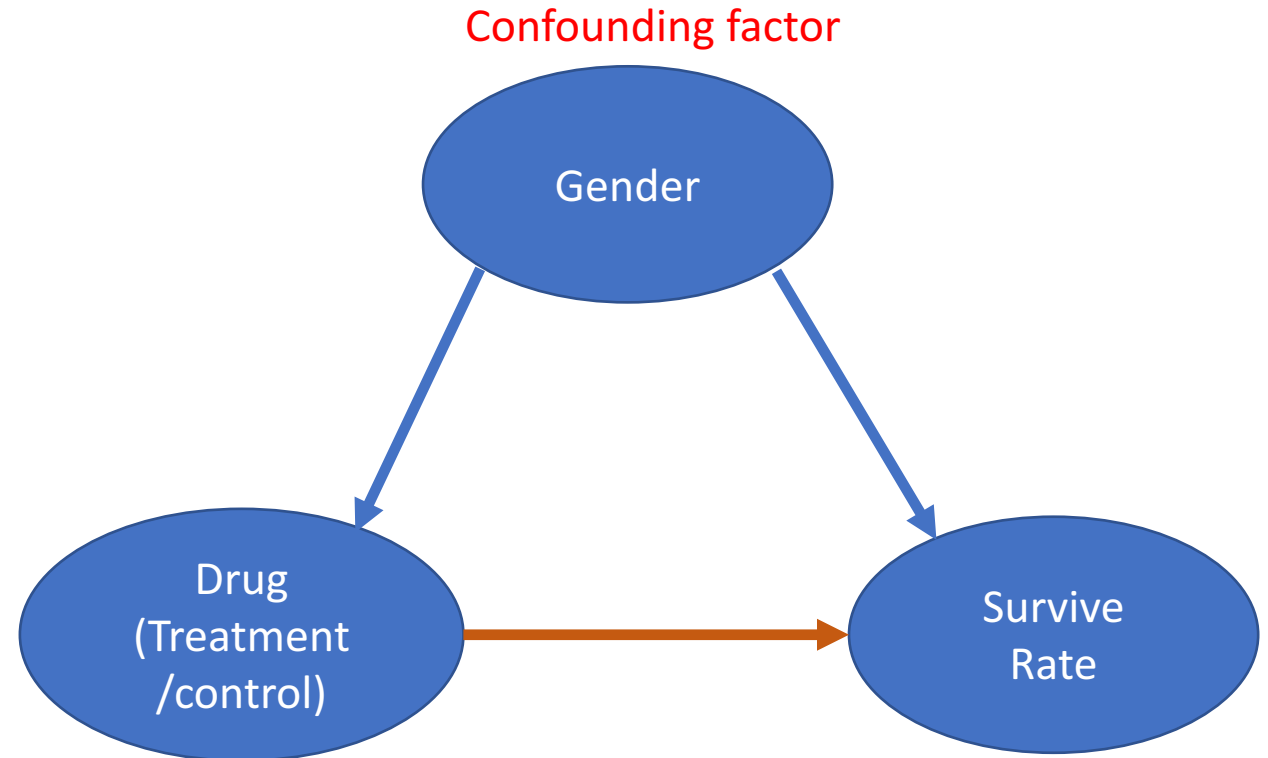 Confounding factor
Gender
Drug
(Treatment
/control)
Survive
Rate